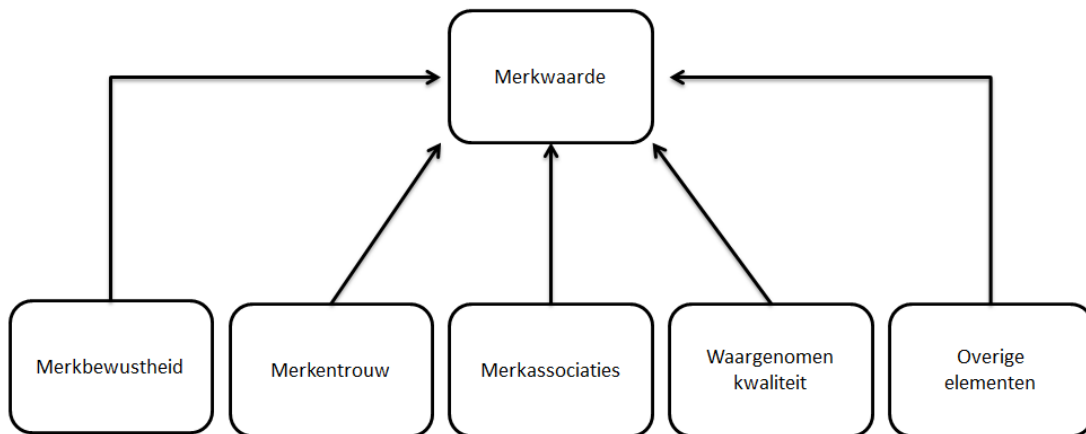 Merkwaarde
Merkbewustheid
Merkentrouw
Merkassociaties
Waargenomen
kwaliteit
Overige
elementen